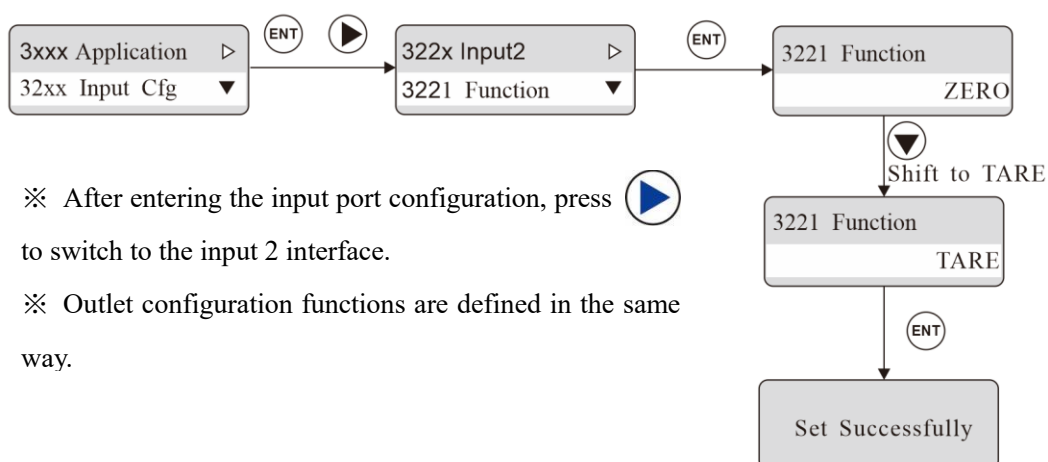 3xxx Application
32xx Input Cfg
ENT
322x Input2
3221 Function
ENT
3221 Function
ZERO
Shift to TARE
3221 Function
TARE
ENT
Set Successfully
※ After entering the input port configuration, press
to switch to the input 2 interface.
※ Outlet configuration functions are defined in the same
way.